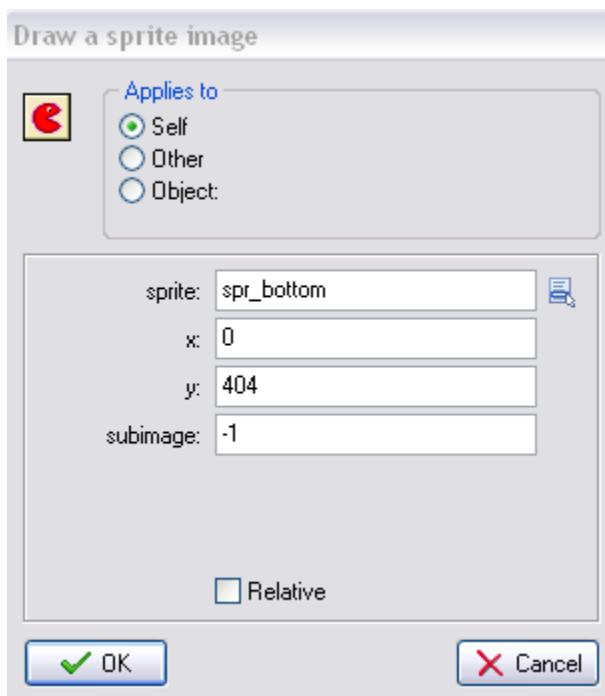 Draw a sprite image
Applies to
Self
Other
Object:
sprite: spr_bottom
x: 0
y: 404
subimage: -1
Relative
OK Cancel